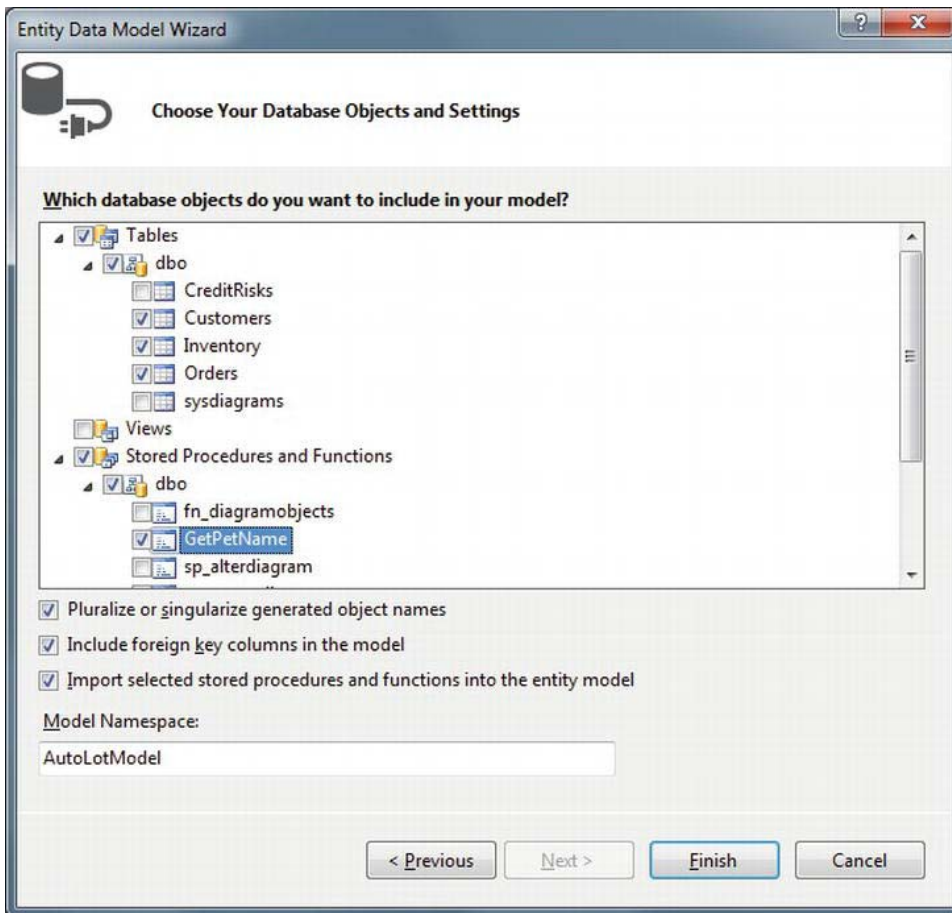 Entity Data Model Wizard
Choose Your Database Objects and Settings
Which database objects do you want to include in your model?
Tables
dbo
CreditRisks
Customers
Inventory
Orders
sysdiagrams
Views
Stored Procedures and Functions
dbo
fn_diagramobjects
GetPetName
sp_alterdiagram
Pluralize or singularize generated object names
Include foreign key columns in the model
Import selected stored procedures and functions into the entity model
Model Namespace:
AutoLotModel
< Previous Next > Finish Cancel